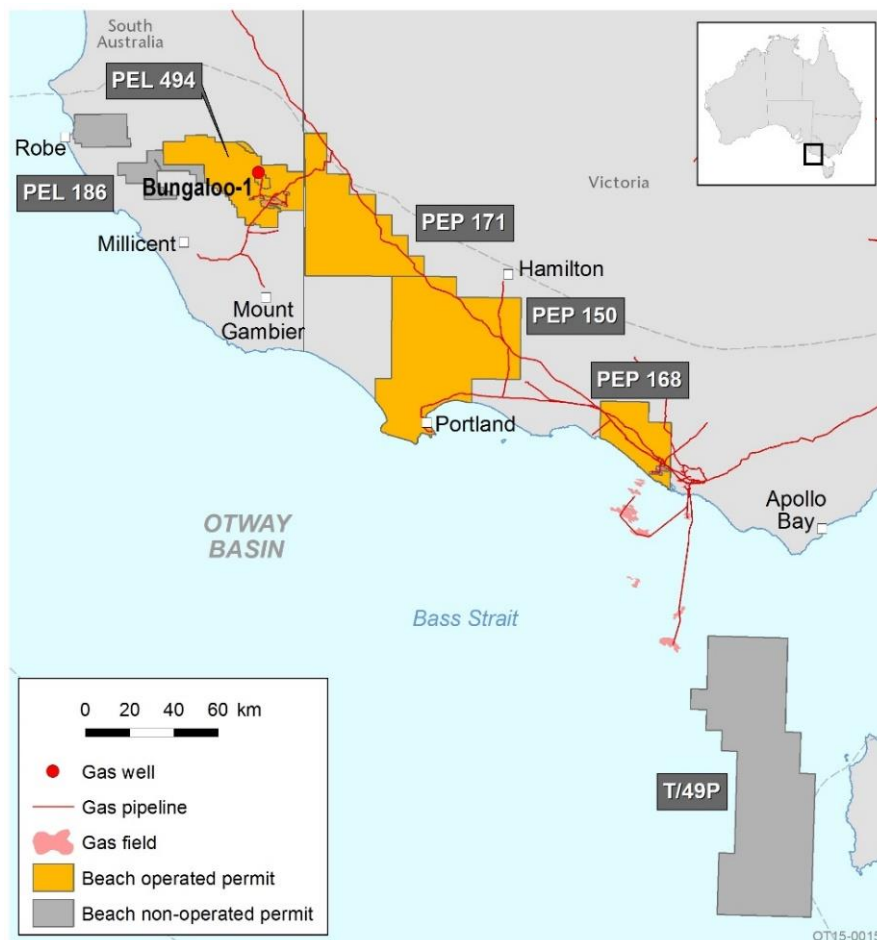 South
Australia
PEL 494
Robe
Bungaloo-1
PEL 186
Victoria
PEP 171
Millicent
Hamilton
Mount
Gambier
PEP 150
PEP 168
Portland
Apollo
Bay
OTWAY
BASIN
Bass Strait
T/49P
0 20 40 60 km
Gas well
Gas pipeline
Gas field
Beach operated permit
Beach non-operated permit
OT15-0015